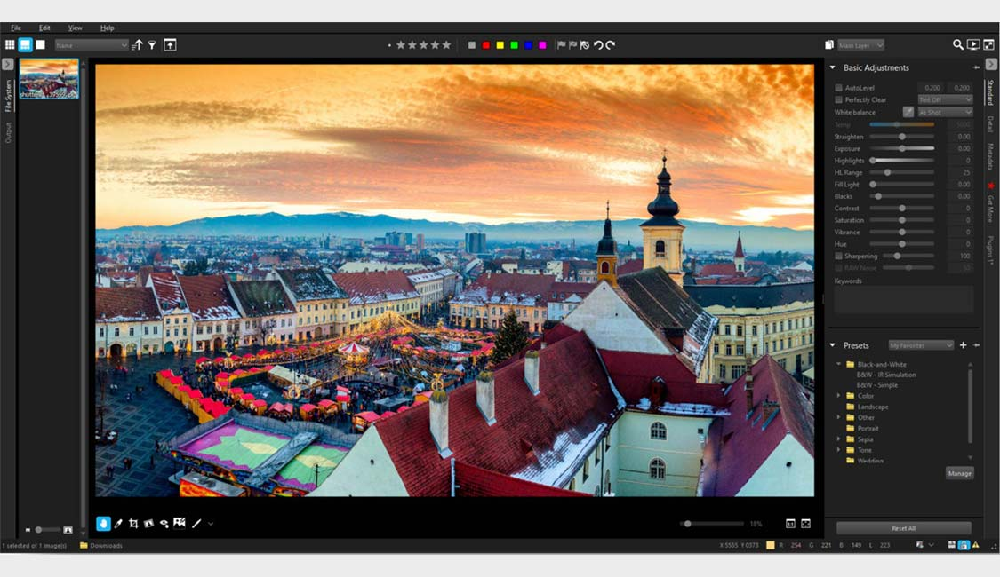 File Edit View Help
Name
Main Layer
File System
Output
Basic Adjustments
AutoLevel 0.200 0.200
Perfectly Clear Tint Off
White balance As Shot
Temp 5000
Straighten 0.00
Exposure 0.00
Highlights 0
HL Range 25
Fill Light 0.00
Blacks 0.00
Contrast 0
Saturation 0
Vibrance 0
Hue 0
Sharpening 100
RAW Noise 50
Keywords
Presets My Favorites
Black-and-White
B&W - IR Simulation
B&W - Simple
Color
Landscape
Other
Portrait
Sepia
Tone
Wedding
Manage
Reset All
Standard
Detail
Metadata
Get More
18%
1 selected of 1 image(s) Downloads X 5555 Y 0373 R 254 G 221 B 149 L 223